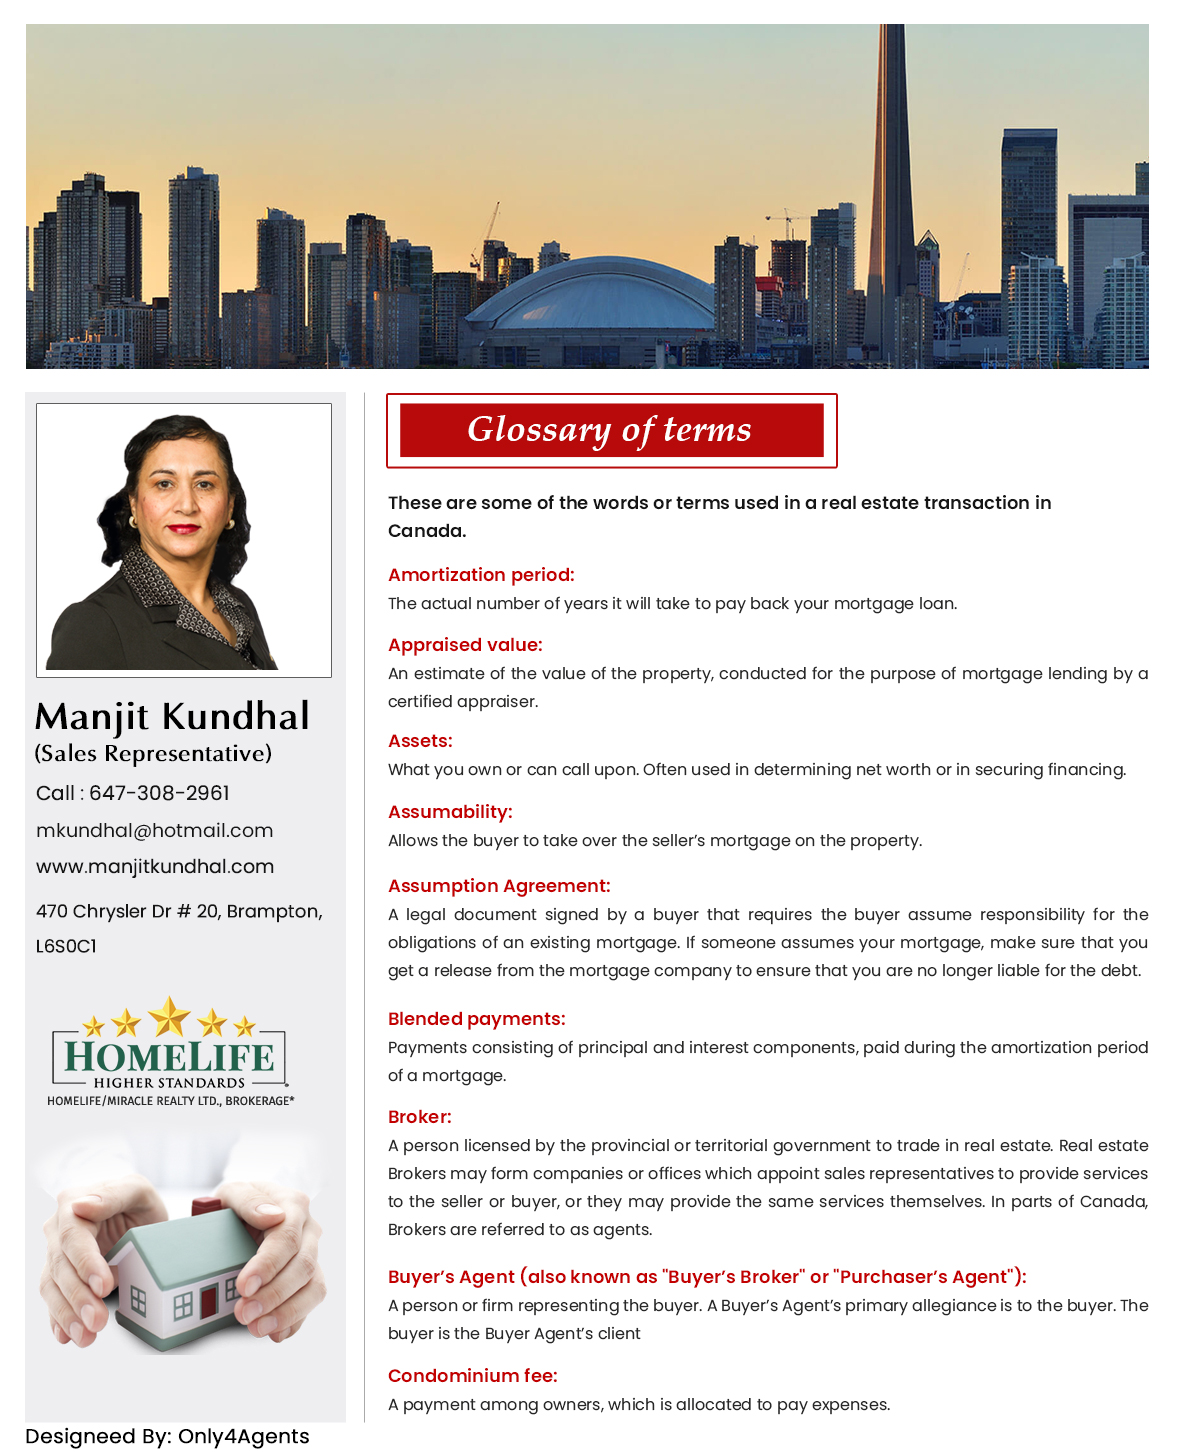 Manjit Kundhal
(Sales Representative)
Call : 647-308-2961
mkundhal@hotmail.com
www.manjitkundhal.com
470 Chrysler Dr # 20, Brampton,
L6S0C1
HOMELIFE
HIGHER STANDARDS
HOMELIFE/MIRACLE REALTY LTD., BROKERAGE*
Designeed By: Only4Agents
Glossary of terms
These are some of the words or terms used in a real estate transaction in
Canada.
Amortization period:
The actual number of years it will take to pay back your mortgage loan.
Appraised value:
An estimate of the value of the property, conducted for the purpose of mortgage lending by a
certified appraiser.
Assets:
What you own or can call upon. Often used in determining net worth or in securing financing.
Assumability:
Allows the buyer to take over the seller’s mortgage on the property.
Assumption Agreement:
A legal document signed by a buyer that requires the buyer assume responsibility for the
obligations of an existing mortgage. If someone assumes your mortgage, make sure that you
get a release from the mortgage company to ensure that you are no longer liable for the debt.
Blended payments:
Payments consisting of principal and interest components, paid during the amortization period
of a mortgage.
Broker:
A person licensed by the provincial or territorial government to trade in real estate. Real estate
Brokers may form companies or offices which appoint sales representatives to provide services
to the seller or buyer, or they may provide the same services themselves. In parts of Canada,
Brokers are referred to as agents.
Buyer’s Agent (also known as "Buyer’s Broker" or "Purchaser’s Agent"):
A person or firm representing the buyer. A Buyer’s Agent’s primary allegiance is to the buyer. The
buyer is the Buyer Agent’s client
Condominium fee:
A payment among owners, which is allocated to pay expenses.